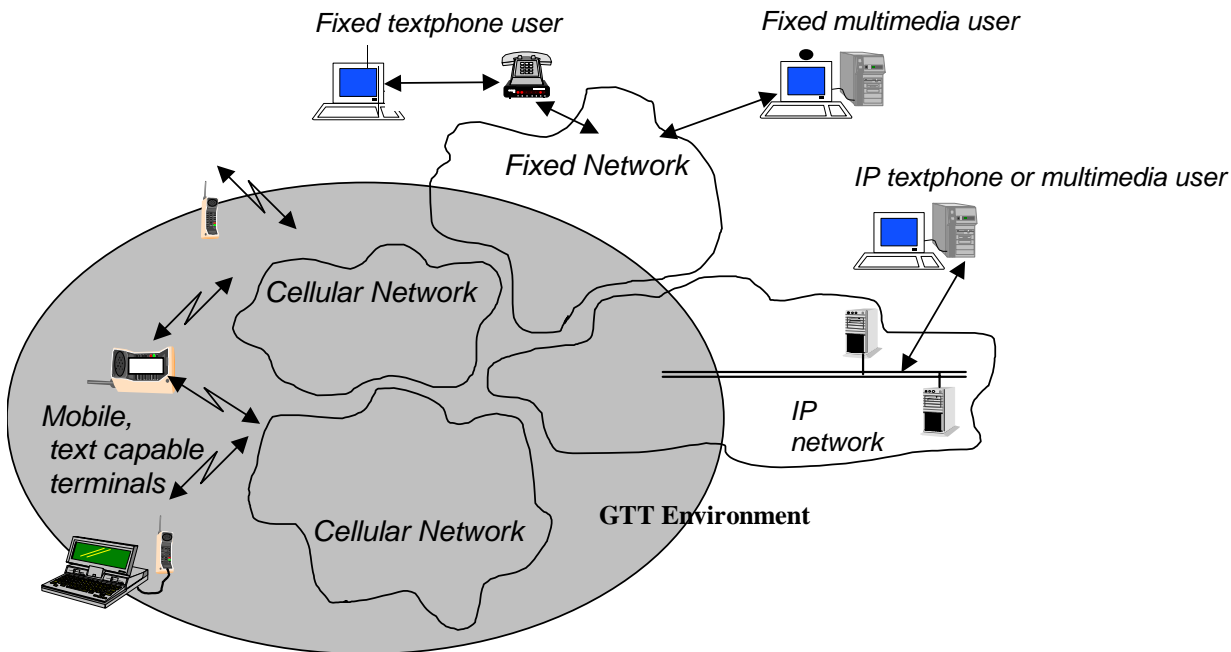 Fixed textphone user
Fixed multimedia user
Fixed Network
IP textphone or multimedia user
Cellular Network
Mobile,
text capable
terminals
IP
network
GTT Environment
Cellular Network